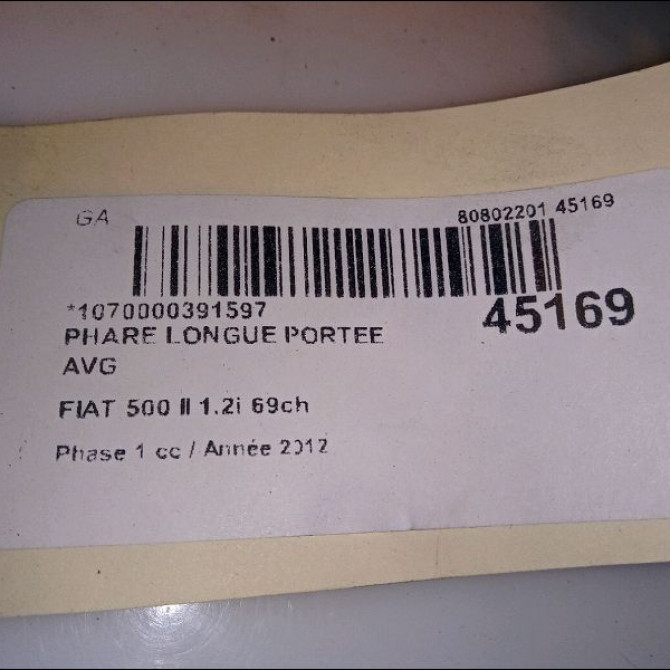 GA
80802201 45169
*1070000391597
45169
PHARE LONGUE PORTEE
AVG
FIAT 500 II 1.2i 69ch
Phase 1 cc / Année 2012